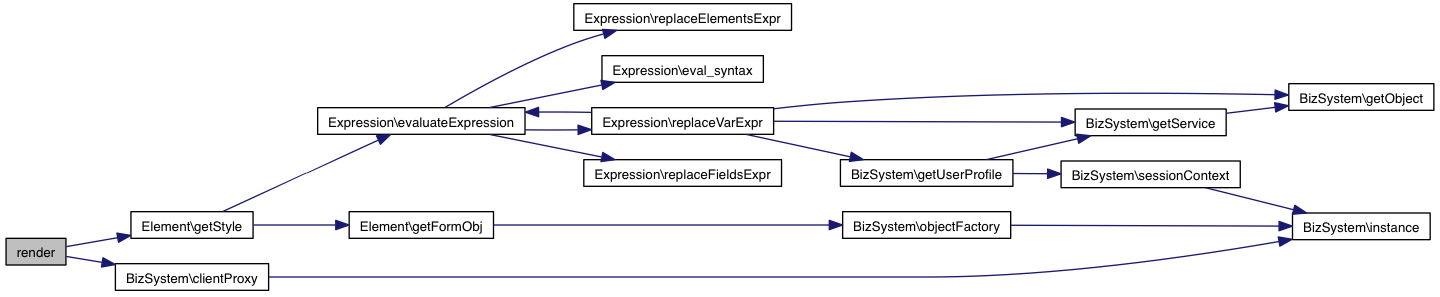 Expression\replaceElementsExpr
Expression\eval_syntax
BizSystem\getObject
Expression\evaluateExpression
Expression\replaceVarExpr
BizSystem\getService
Expression\replaceFieldsExpr
BizSystem\getUserProfile
BizSystem\sessionContext
Element\getStyle
Element\getFormObj
BizSystem\objectFactory
BizSystem\instance
render
BizSystem\clientProxy